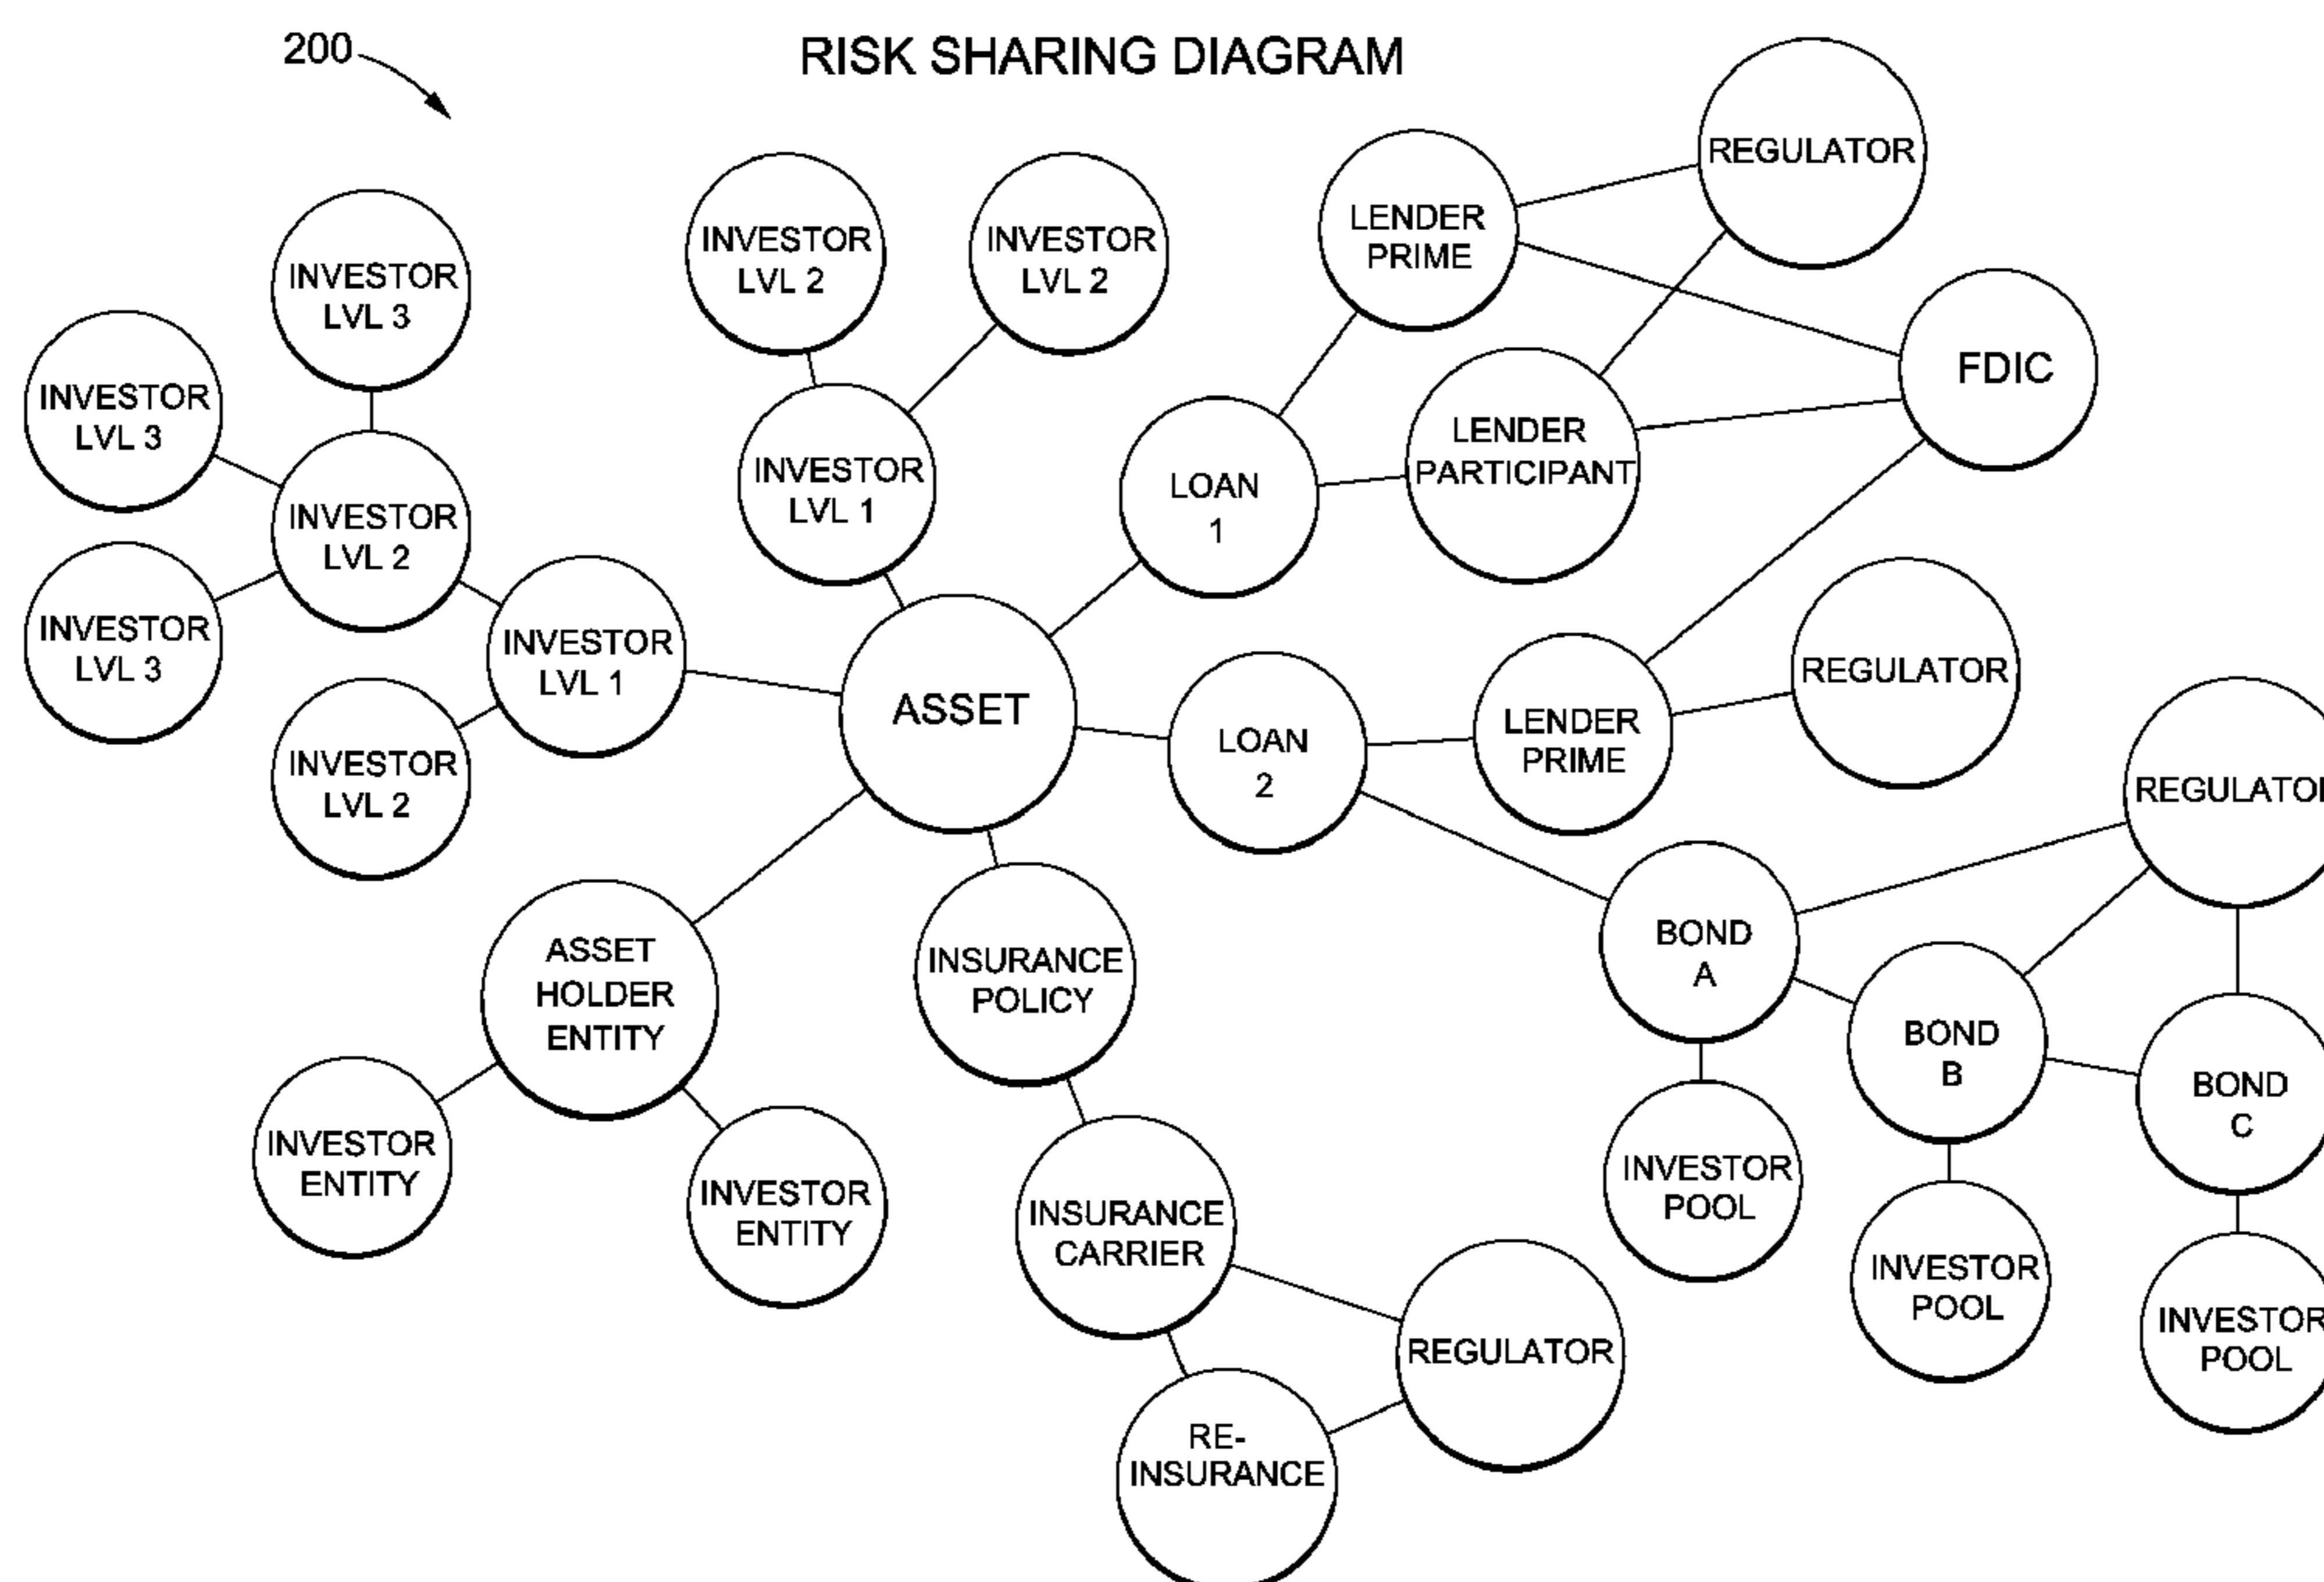 200
RISK SHARING DIAGRAM
REGULATOR
LENDER
PRIME
INVESTOR
LVL 2
INVESTOR
LVL 2
INVESTOR
LVL 3
FDIC
INVESTOR
LVL 3
LENDER
PARTICIPANT
INVESTOR
LVL 1
LOAN
1
INVESTOR
LVL 2
INVESTOR
LVL 3
INVESTOR
LVL 1
REGULATOR
ASSET
LENDER
PRIME
LOAN
2
INVESTOR
LVL 2
REGULATO
BOND
A
ASSET
HOLDER
ENTITY
INSURANCE
POLICY
BOND
B
BOND
C
INVESTOR
ENTITY
INVESTOR
POOL
INVESTOR
ENTITY
INSURANCE
CARRIER
INVESTOR
POOL
INVESTOR
POOL
REGULATOR
RE-
INSURANCE